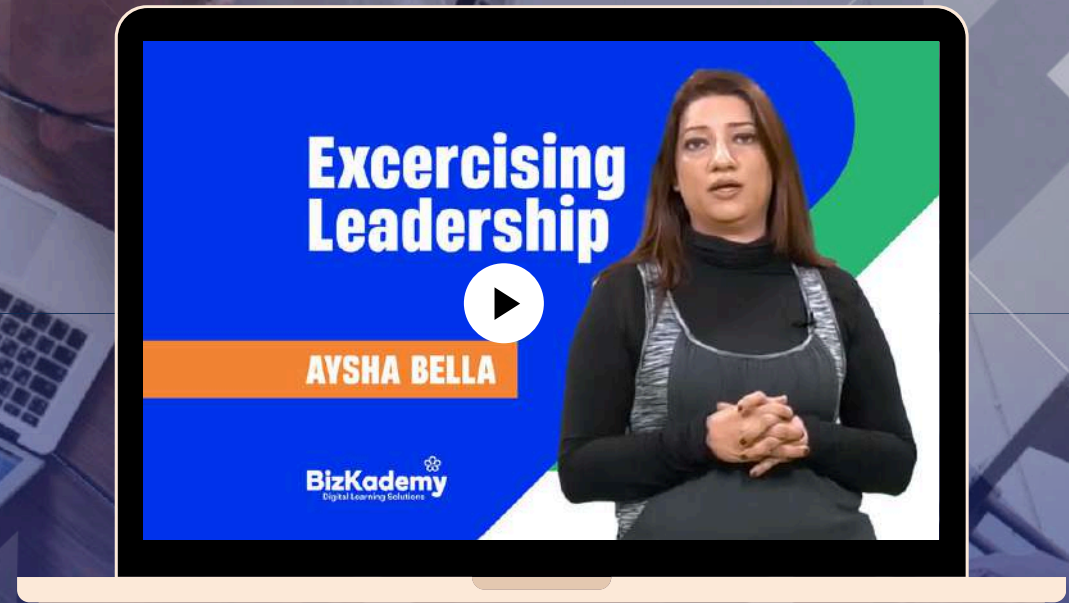 Excercising
Leadership
AYSHA BELLA
BizKademy
Digital Learning Solutions